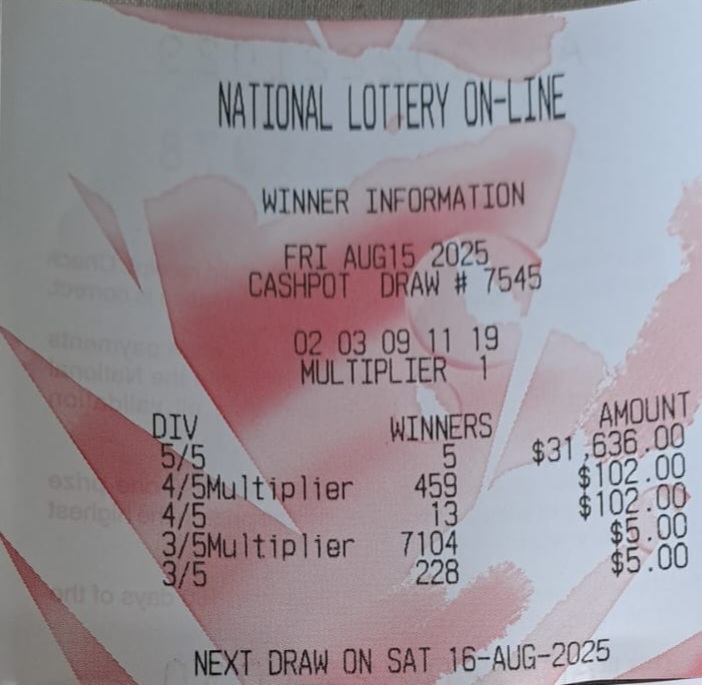 NATIONAL LOTTERY ON-LINE
WINNER INFORMATION
FRI AUG15 2025
CASHPOT DRAW # 7545
02 03 09 11 19
MULTIPLIER 1
DIV WINNERS AMOUNT
5/5 5 $31,636.00
4/5Multiplier 459 $102.00
4/5 13 $102.00
3/5Multiplier 7104 $5.00
3/5 228 $5.00
NEXT DRAW ON SAT 16-AUG-2025